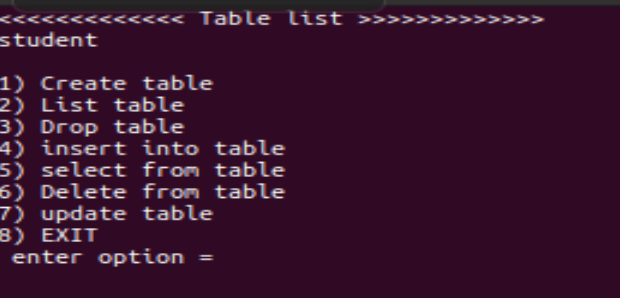 <<<<<<<<<<<<< Table list >>>>>>>>>>>>>
student
1) Create table
2) List table
3) Drop table
4) insert into table
5) select from table
6) Delete from table
7) update table
8) EXIT
enter option =